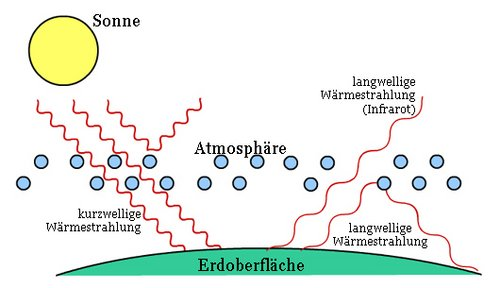 Sonne
langwellige
Wärmestrahlung
(Infrarot)
Atmosphäre
kurzwellige
Wärmestrahlung
langwellige
Wärmestrahlung
Erdoberfläche